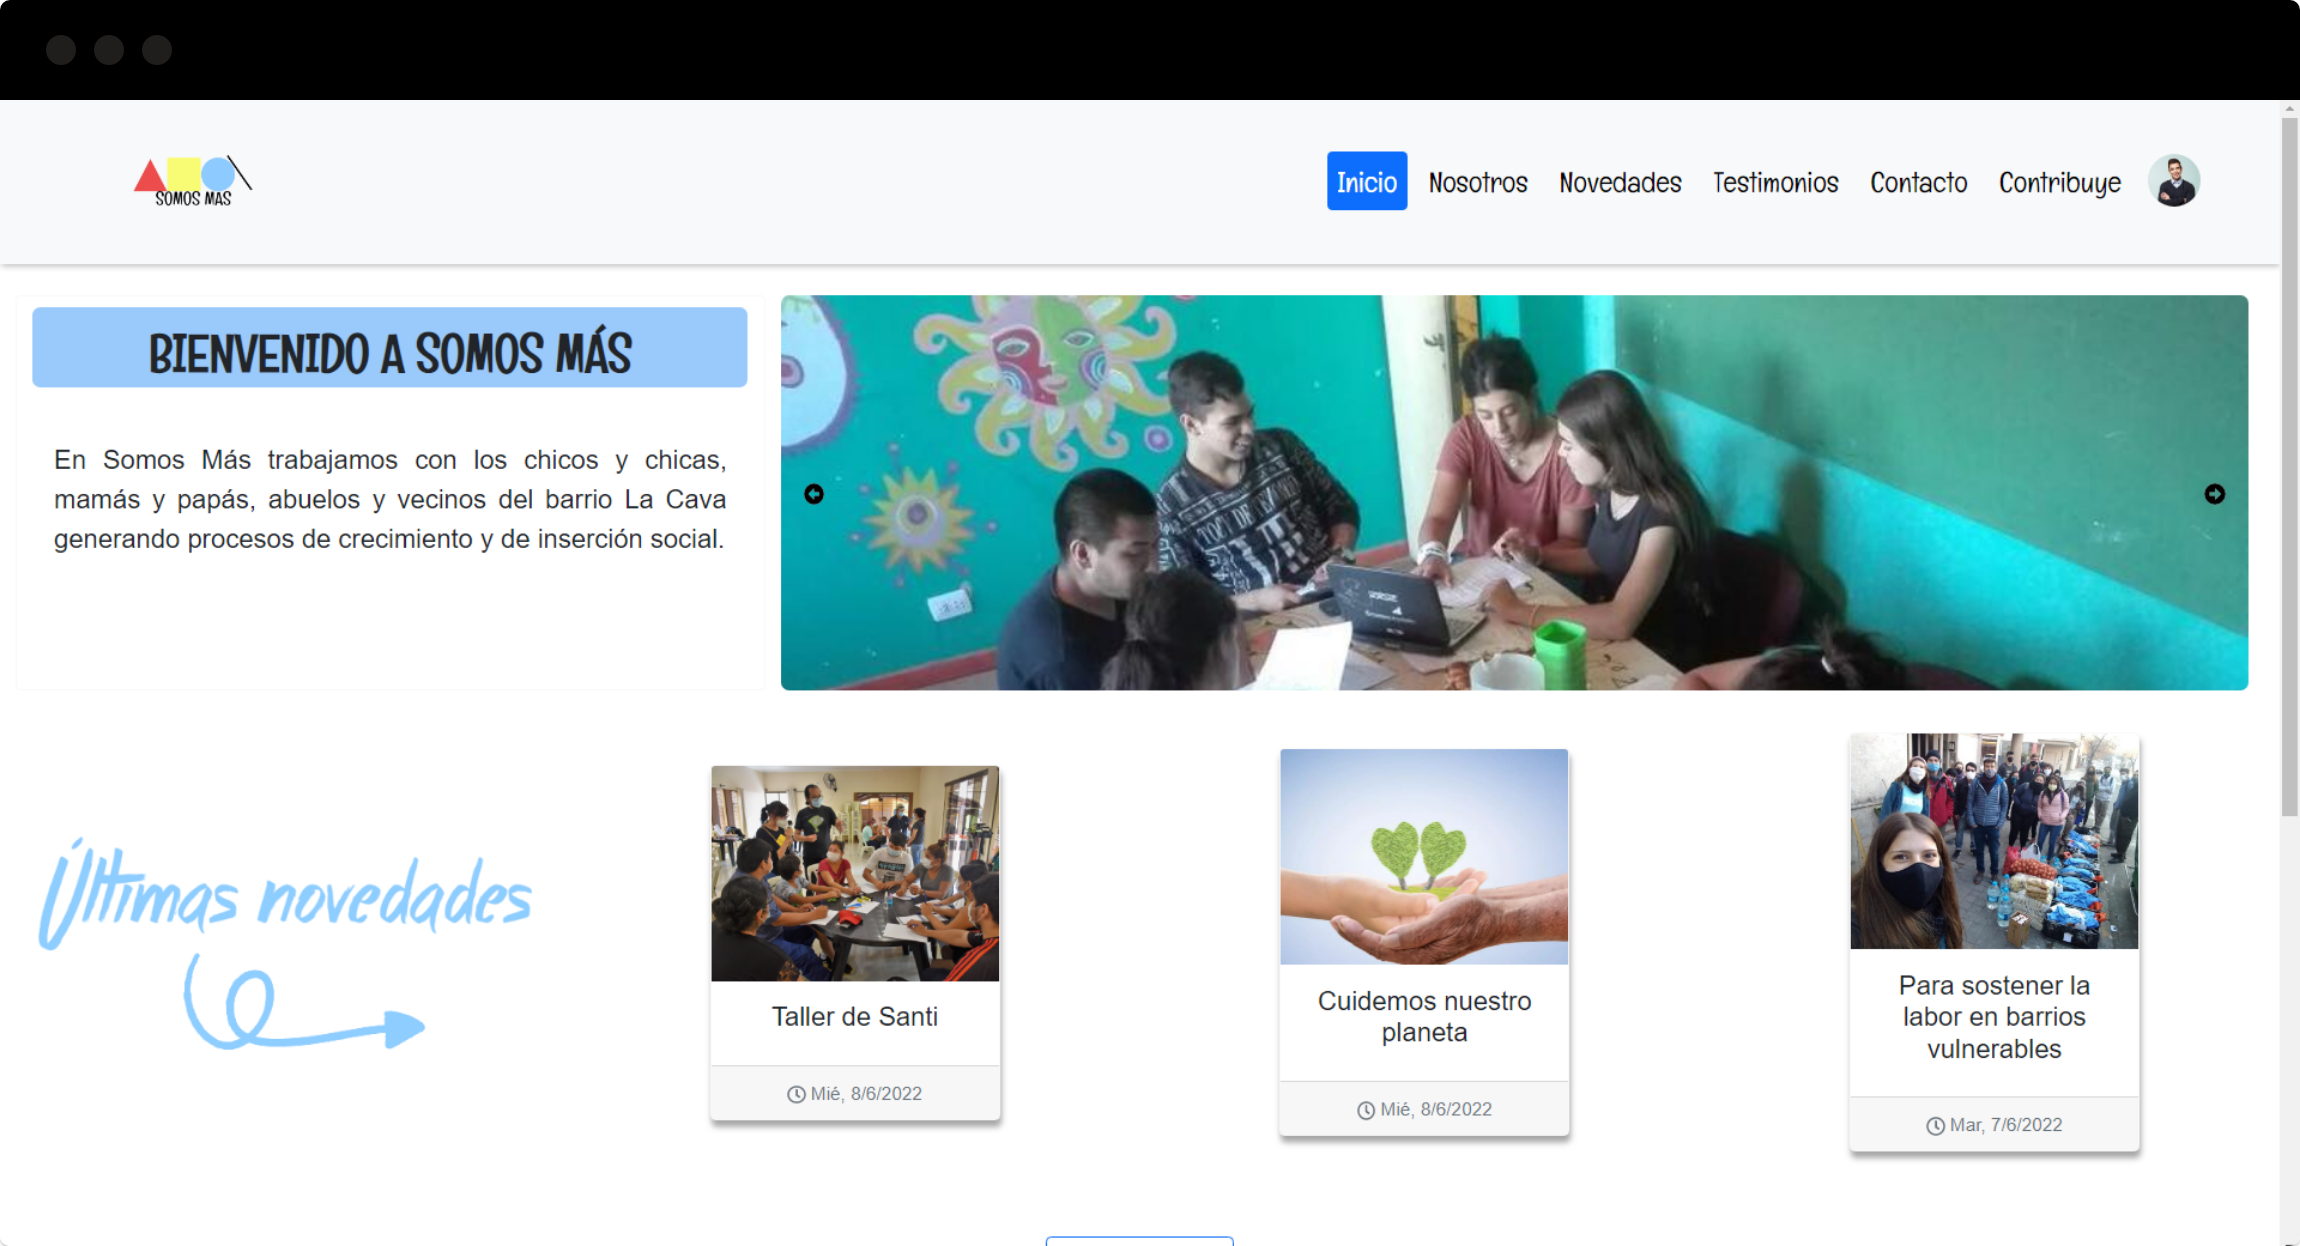 SOMOS MAS
Inicio Nosotros Novedades Testimonios Contacto Contribuye
BIENVENIDO A SOMOS MÁS
En Somos Más trabajamos con los chicos y chicas,
mamás y papás, abuelos y vecinos del barrio La Cava
generando procesos de crecimiento y de inserción social.
Últimas novedades
Taller de Santi
Mié, 8/6/2022
Cuidemos nuestro
planeta
Mié, 8/6/2022
Para sostener la
labor en barrios
vulnerables
Mar, 7/6/2022